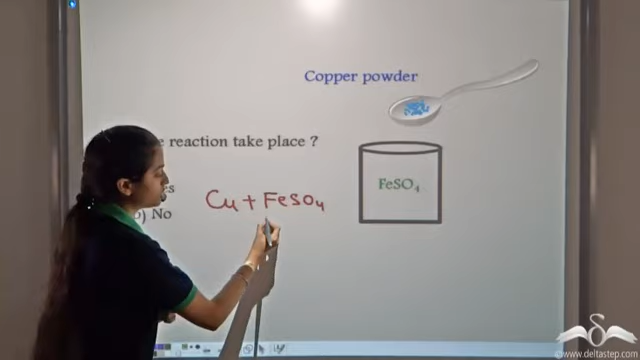 Copper powder
reaction take place ?
FeSO₄
Cu + FeSO₄
) No
©www.deltastep.com